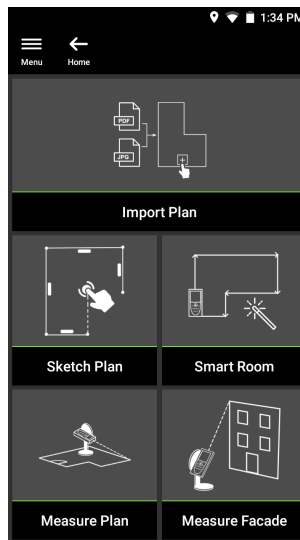 1:34 PM
Menu
Home
PDF
JPG
Import Plan
Sketch Plan
Smart Room
Measure Plan
Measure Facade